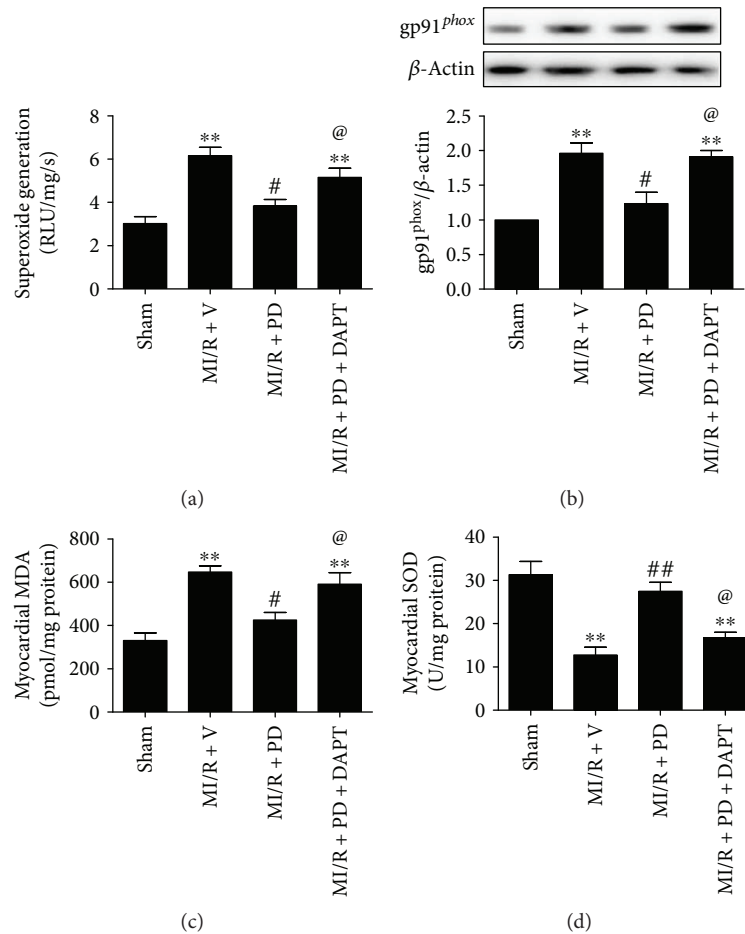 Superoxide generation
(RLU/mg/s)
8
6
4
2
0
**
#
@
**
Sham
MI/R + V
MI/R + PD
MI/R + PD + DAPT
(a)
gp91phox
β-Actin
gp91phox/β-actin
2.5
2.0
1.5
1.0
0.5
0.0
**
#
@
**
Sham
MI/R + V
MI/R + PD
MI/R + PD + DAPT
(b)
Myocardial MDA
(pmol/mg proitein)
800
600
400
200
0
**
#
@
**
Sham
MI/R + V
MI/R + PD
MI/R + PD + DAPT
(c)
Myocardial SOD
(U/mg proitein)
40
30
20
10
0
**
##
@
**
Sham
MI/R + V
MI/R + PD
MI/R + PD + DAPT
(d)